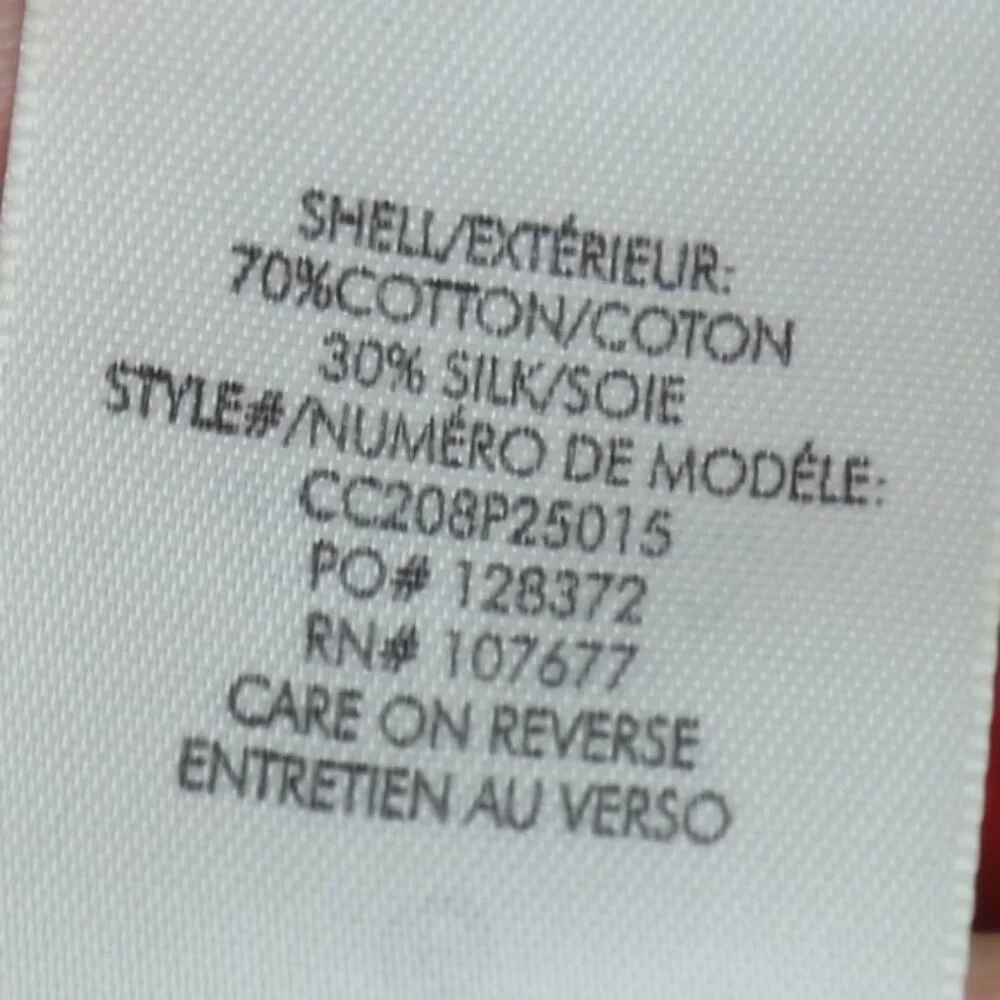 SHELL/EXTÉRIEUR:
70%COTTON/COTON
30% SILK/SOIE
STYLE#/NUMÉRO DE MODÉLE:
CC208P25015
PO# 128372
RN# 107677
CARE ON REVERSE
ENTRETIEN AU VERSO